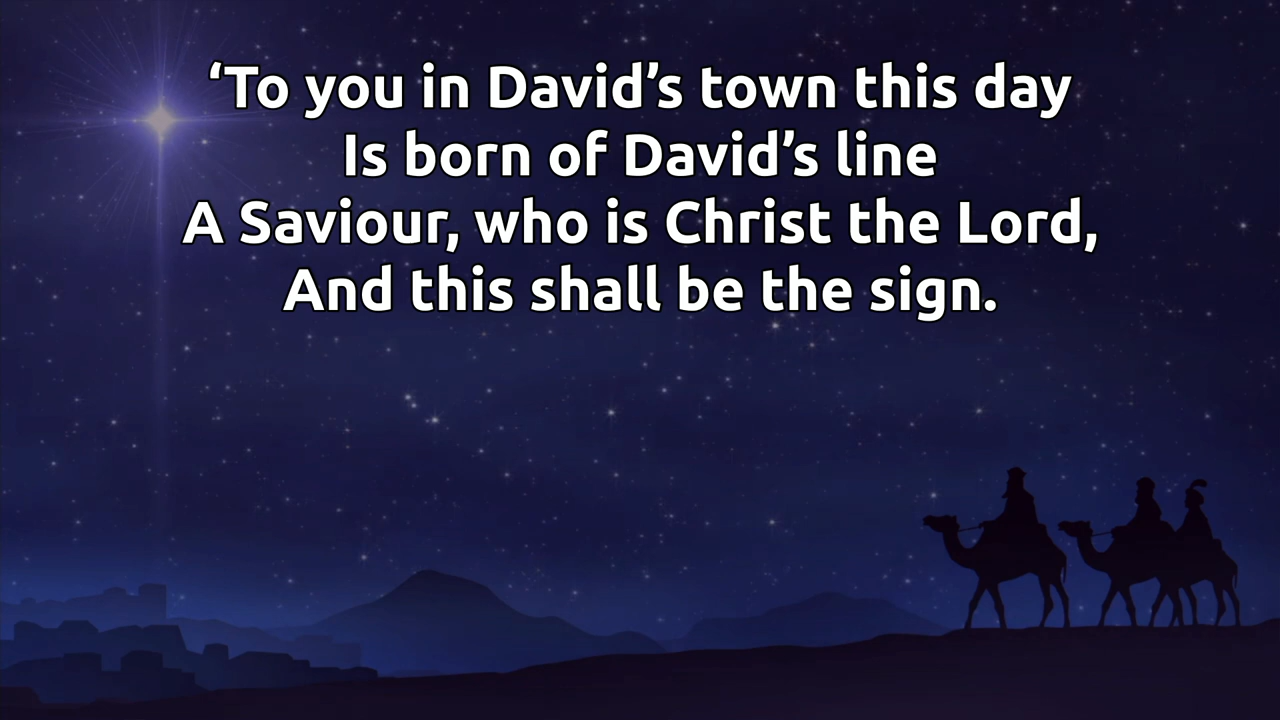 ‘To you in David’s town this day
Is born of David’s line
A Saviour, who is Christ the Lord,
And this shall be the sign.